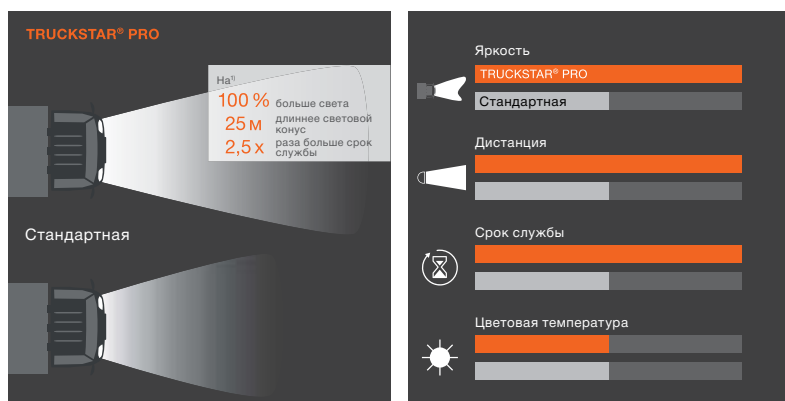 TRUCKSTAR® PRO
На¹⁾
100 % больше света
25 м длиннее световой
конус
2,5 x раза больше срок
службы
Стандартная
Яркость
TRUCKSTAR® PRO
Стандартная
Дистанция
Срок службы
Цветовая температура